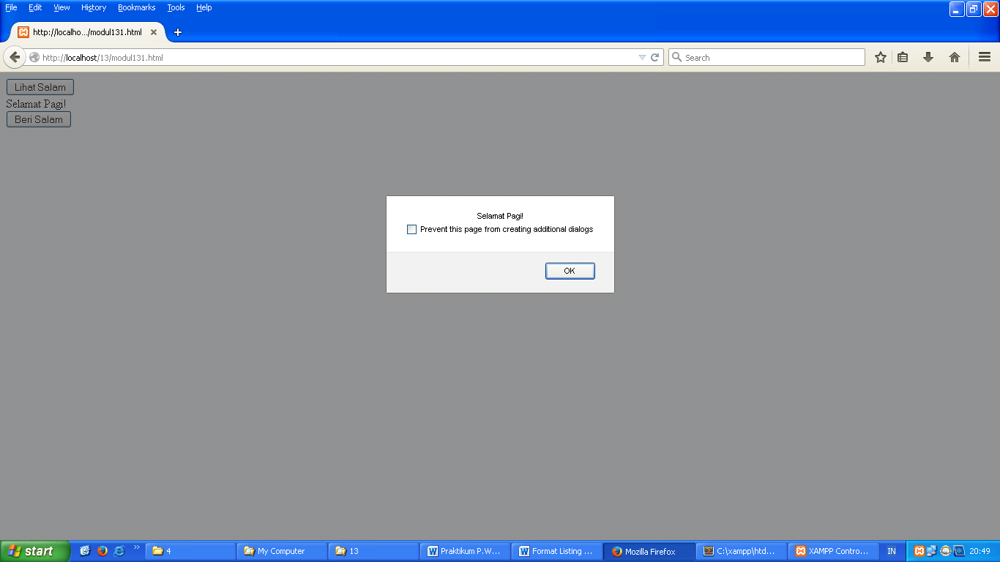 File Edit View History Bookmarks Tools Help
http://localho.../modul131.html
http://localhost/13/modul131.html
Search
Lihat Salam
Selamat Pagi!
Beri Salam
Selamat Pagi!
Prevent this page from creating additional dialogs
OK
start
4
My Computer
13
Praktikum P.W...
Format Listing ...
Mozilla Firefox
C:\xampp\htd...
XAMPP Contro...
IN
20:49